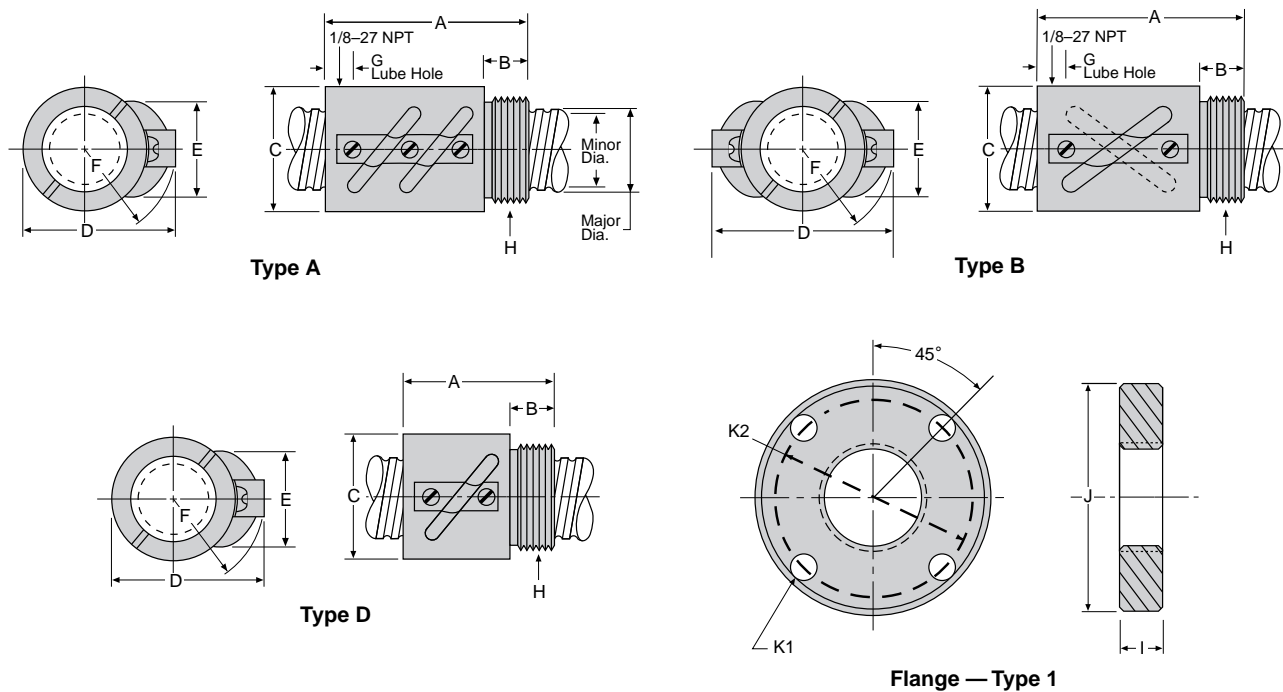 A
1/8–27 NPT
G
Lube Hole
B
E
C
F
D
Minor
Dia.
Major
Dia.
H
Type A
A
1/8–27 NPT
G
Lube Hole
B
E
C
F
D
H
Type B
A
B
E
C
F
D
H
Type D
45°
K2
J
K1
I
Flange — Type 1